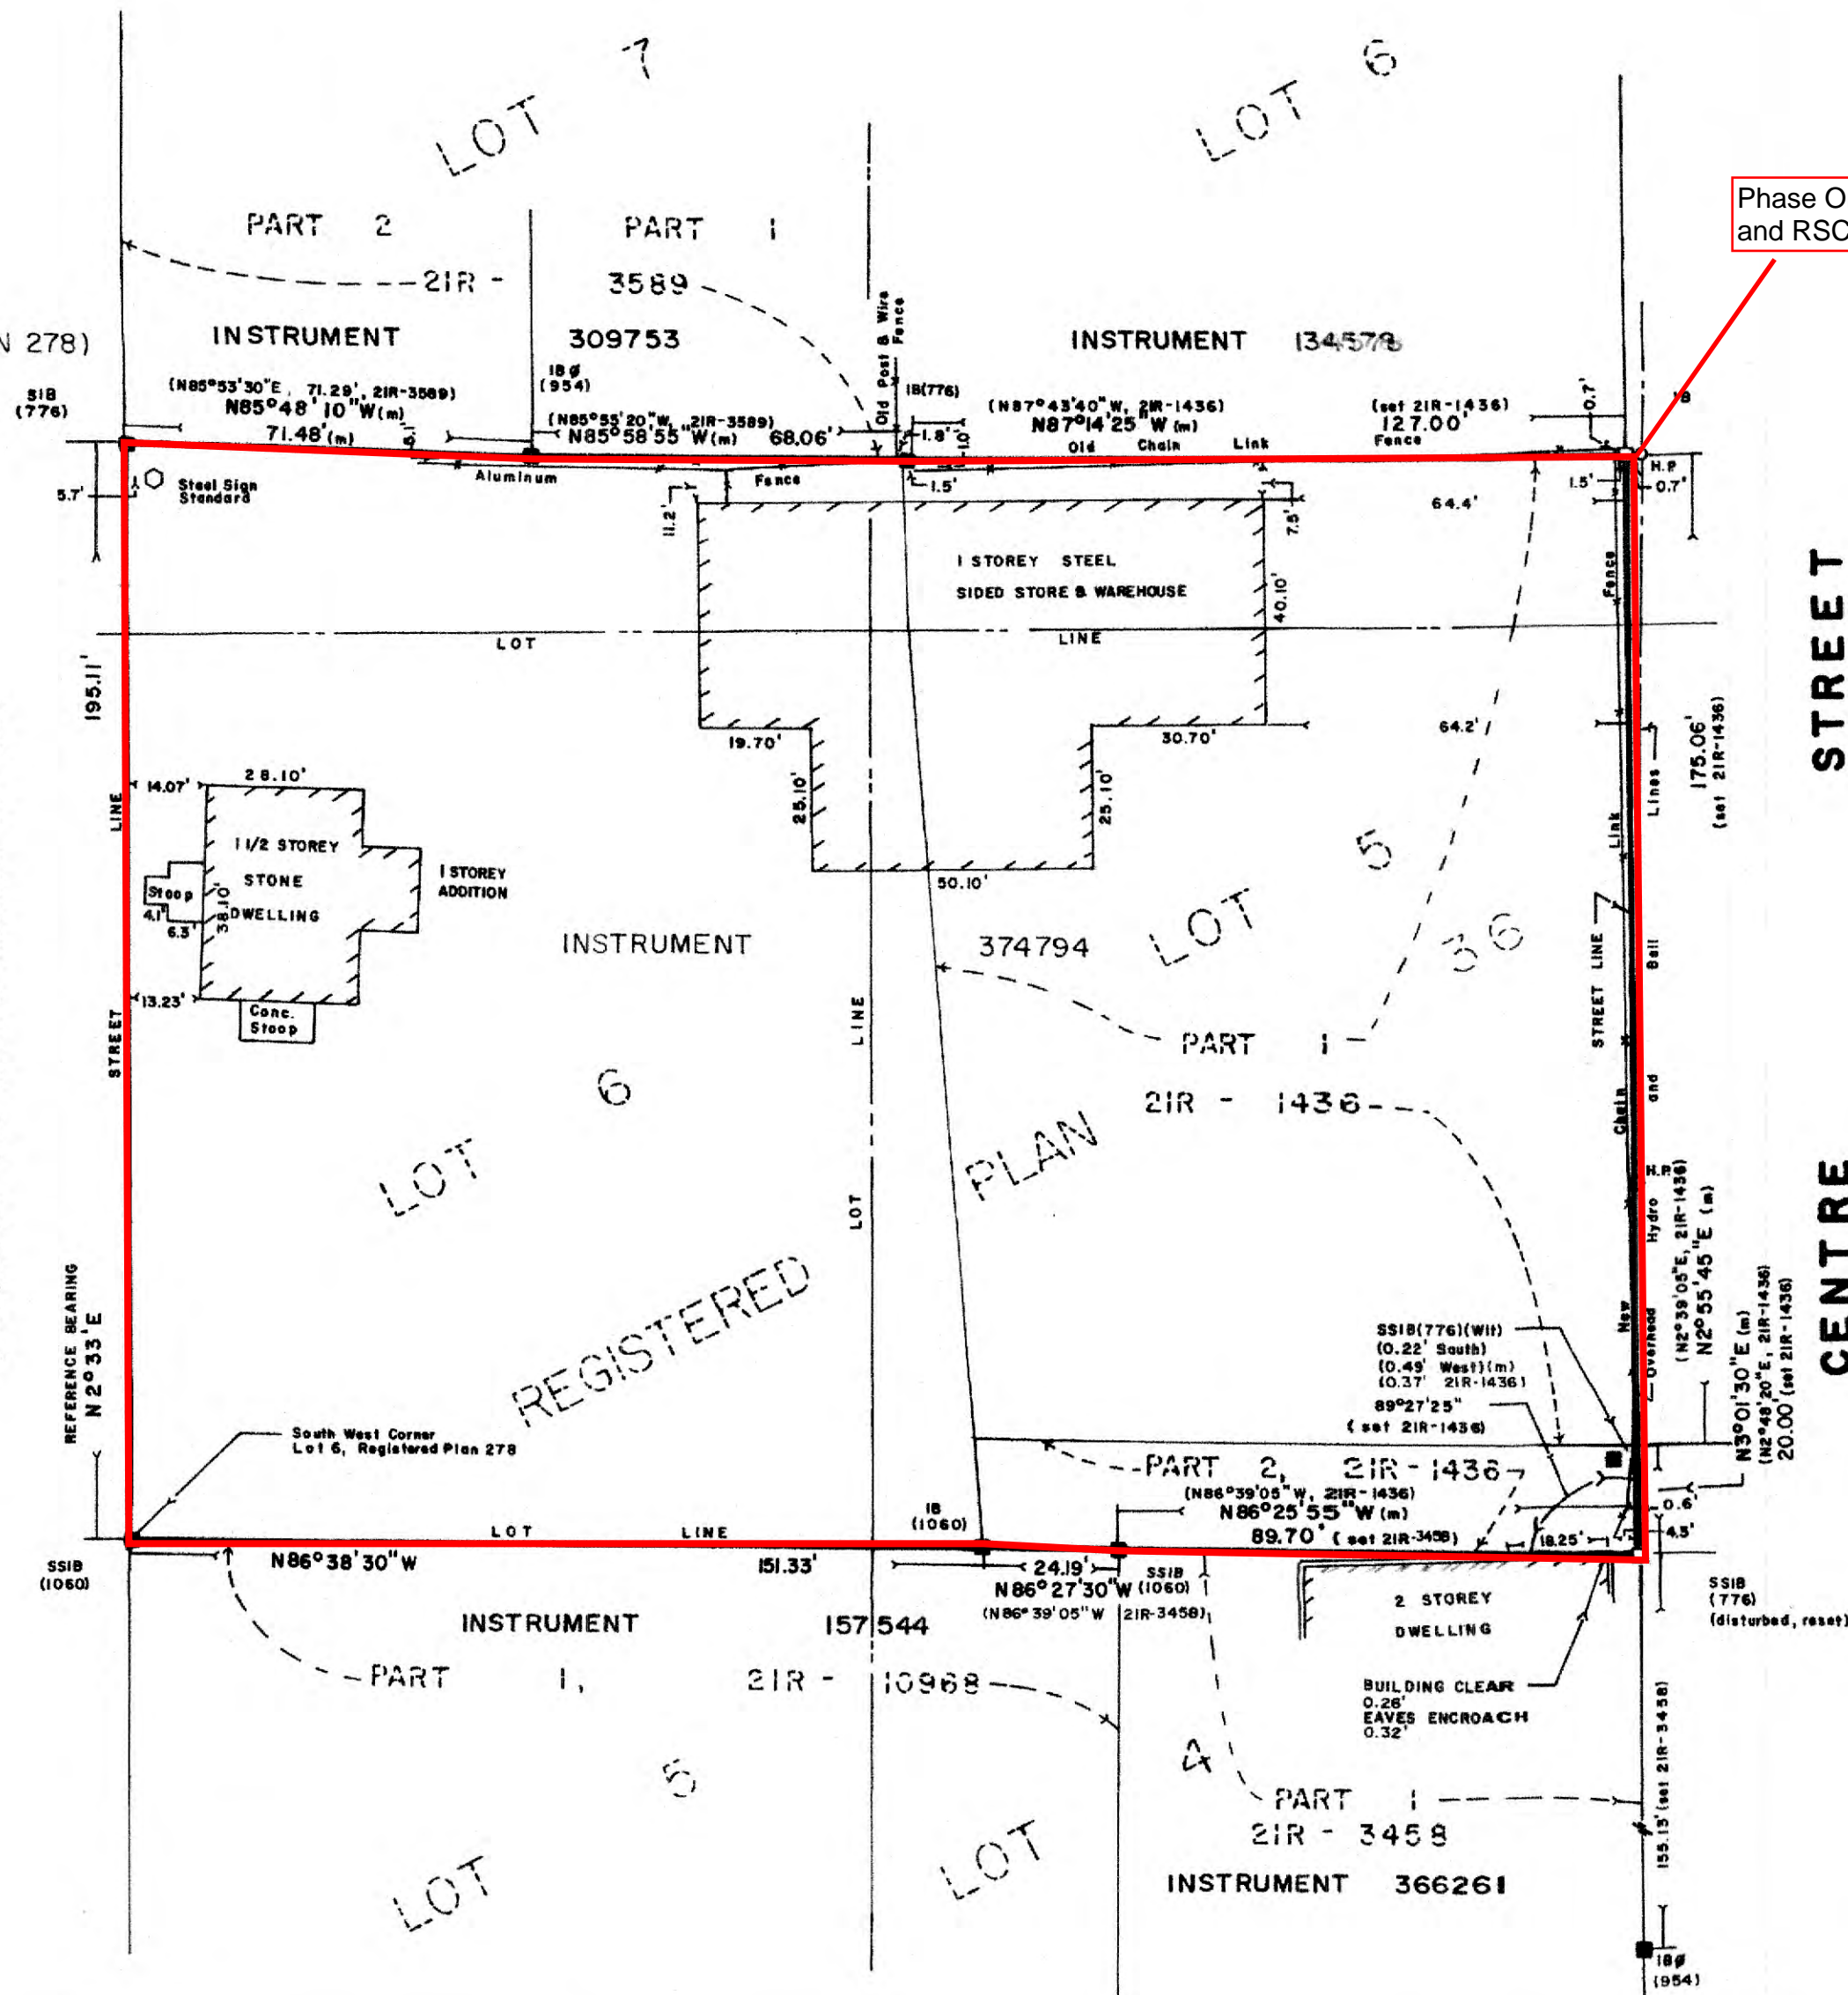 LOT 7
LOT 6
Phase O
and RSC
PART 2
PART 1
21R - 3589
N 278)
INSTRUMENT 309753
INSTRUMENT
Old Post & Wire
Fence
SIB
(776)
(N85°53'30"E, 71.29', 21R-3589)
N85°48'10"W(m)
71.48'(m)
IBØ
(954)
(N85°55'20"W, 21R-3589)
N85°58'55"W(m) 68.06'
IB(776)
(N87°43'40"W, 21R-1436)
N87°14'25"W(m)
(set 21R-1436)
127.00'
0.7'
IB
5.1'
1.8'
1.0'
Old Chain Link Fence
Aluminum Fence
1.5'
H.P.
1.5'
0.7'
5.7'
Steel Sign
Standard
11.2'
7.5'
64.4'
1 STOREY STEEL
SIDED STORE & WAREHOUSE
40.10'
Fence
STREET
LOT LINE
195.11'
19.70'
30.70'
64.2'
25.10'
25.10'
50.10'
Lines
175.06'
(set 21R-1436)
14.07'
28.10'
LINE
1 1/2 STOREY
STONE
DWELLING
38.10'
1 STOREY
ADDITION
Stoop
4.1'
6.3'
13.23'
Conc.
Stoop
STREET
INSTRUMENT 374794
LOT 5
36
Link
STREET LINE
Bell
LINE
PART 1
21R - 1436
and
Chain
LOT 6
PLAN
LOT
H.P.
Hydro
REGISTERED
REFERENCE BEARING
N2°33'E
New
Overhead
(N2°39'05"E, 21R-1436)
N2°55'45"E (m)
CENTRE
N3°01'30"E (m)
(N2°48'20"E, 21R-1436)
20.00' (set 21R-1436)
SSIB(776)(Wit)
(0.22' South)
(0.49' West)(m)
(0.37' 21R-1436)
89°27'25"
(set 21R-1436)
South West Corner
Lot 6, Registered Plan 278
PART 2, 21R-1436
(N86°39'05"W, 21R-1436)
N86°25'55"W(m)
89.70' (set 21R-3458)
18.25'
0.6'
4.5'
IB
(1060)
LOT LINE
SSIB
(1060)
N86°38'30"W
151.33'
24.19'
SSIB
(1060)
N86°27'30"W
(N86°39'05"W 21R-3458)
2 STOREY
DWELLING
SSIB
(776)
(disturbed, reset)
INSTRUMENT 157544
PART 1, 21R - 10968
BUILDING CLEAR
0.26'
EAVES ENCROACH
0.32'
155.13' (set 21R-3458)
LOT 5
LOT 4
PART 1
21R - 3458
INSTRUMENT 366261
IBØ
(954)